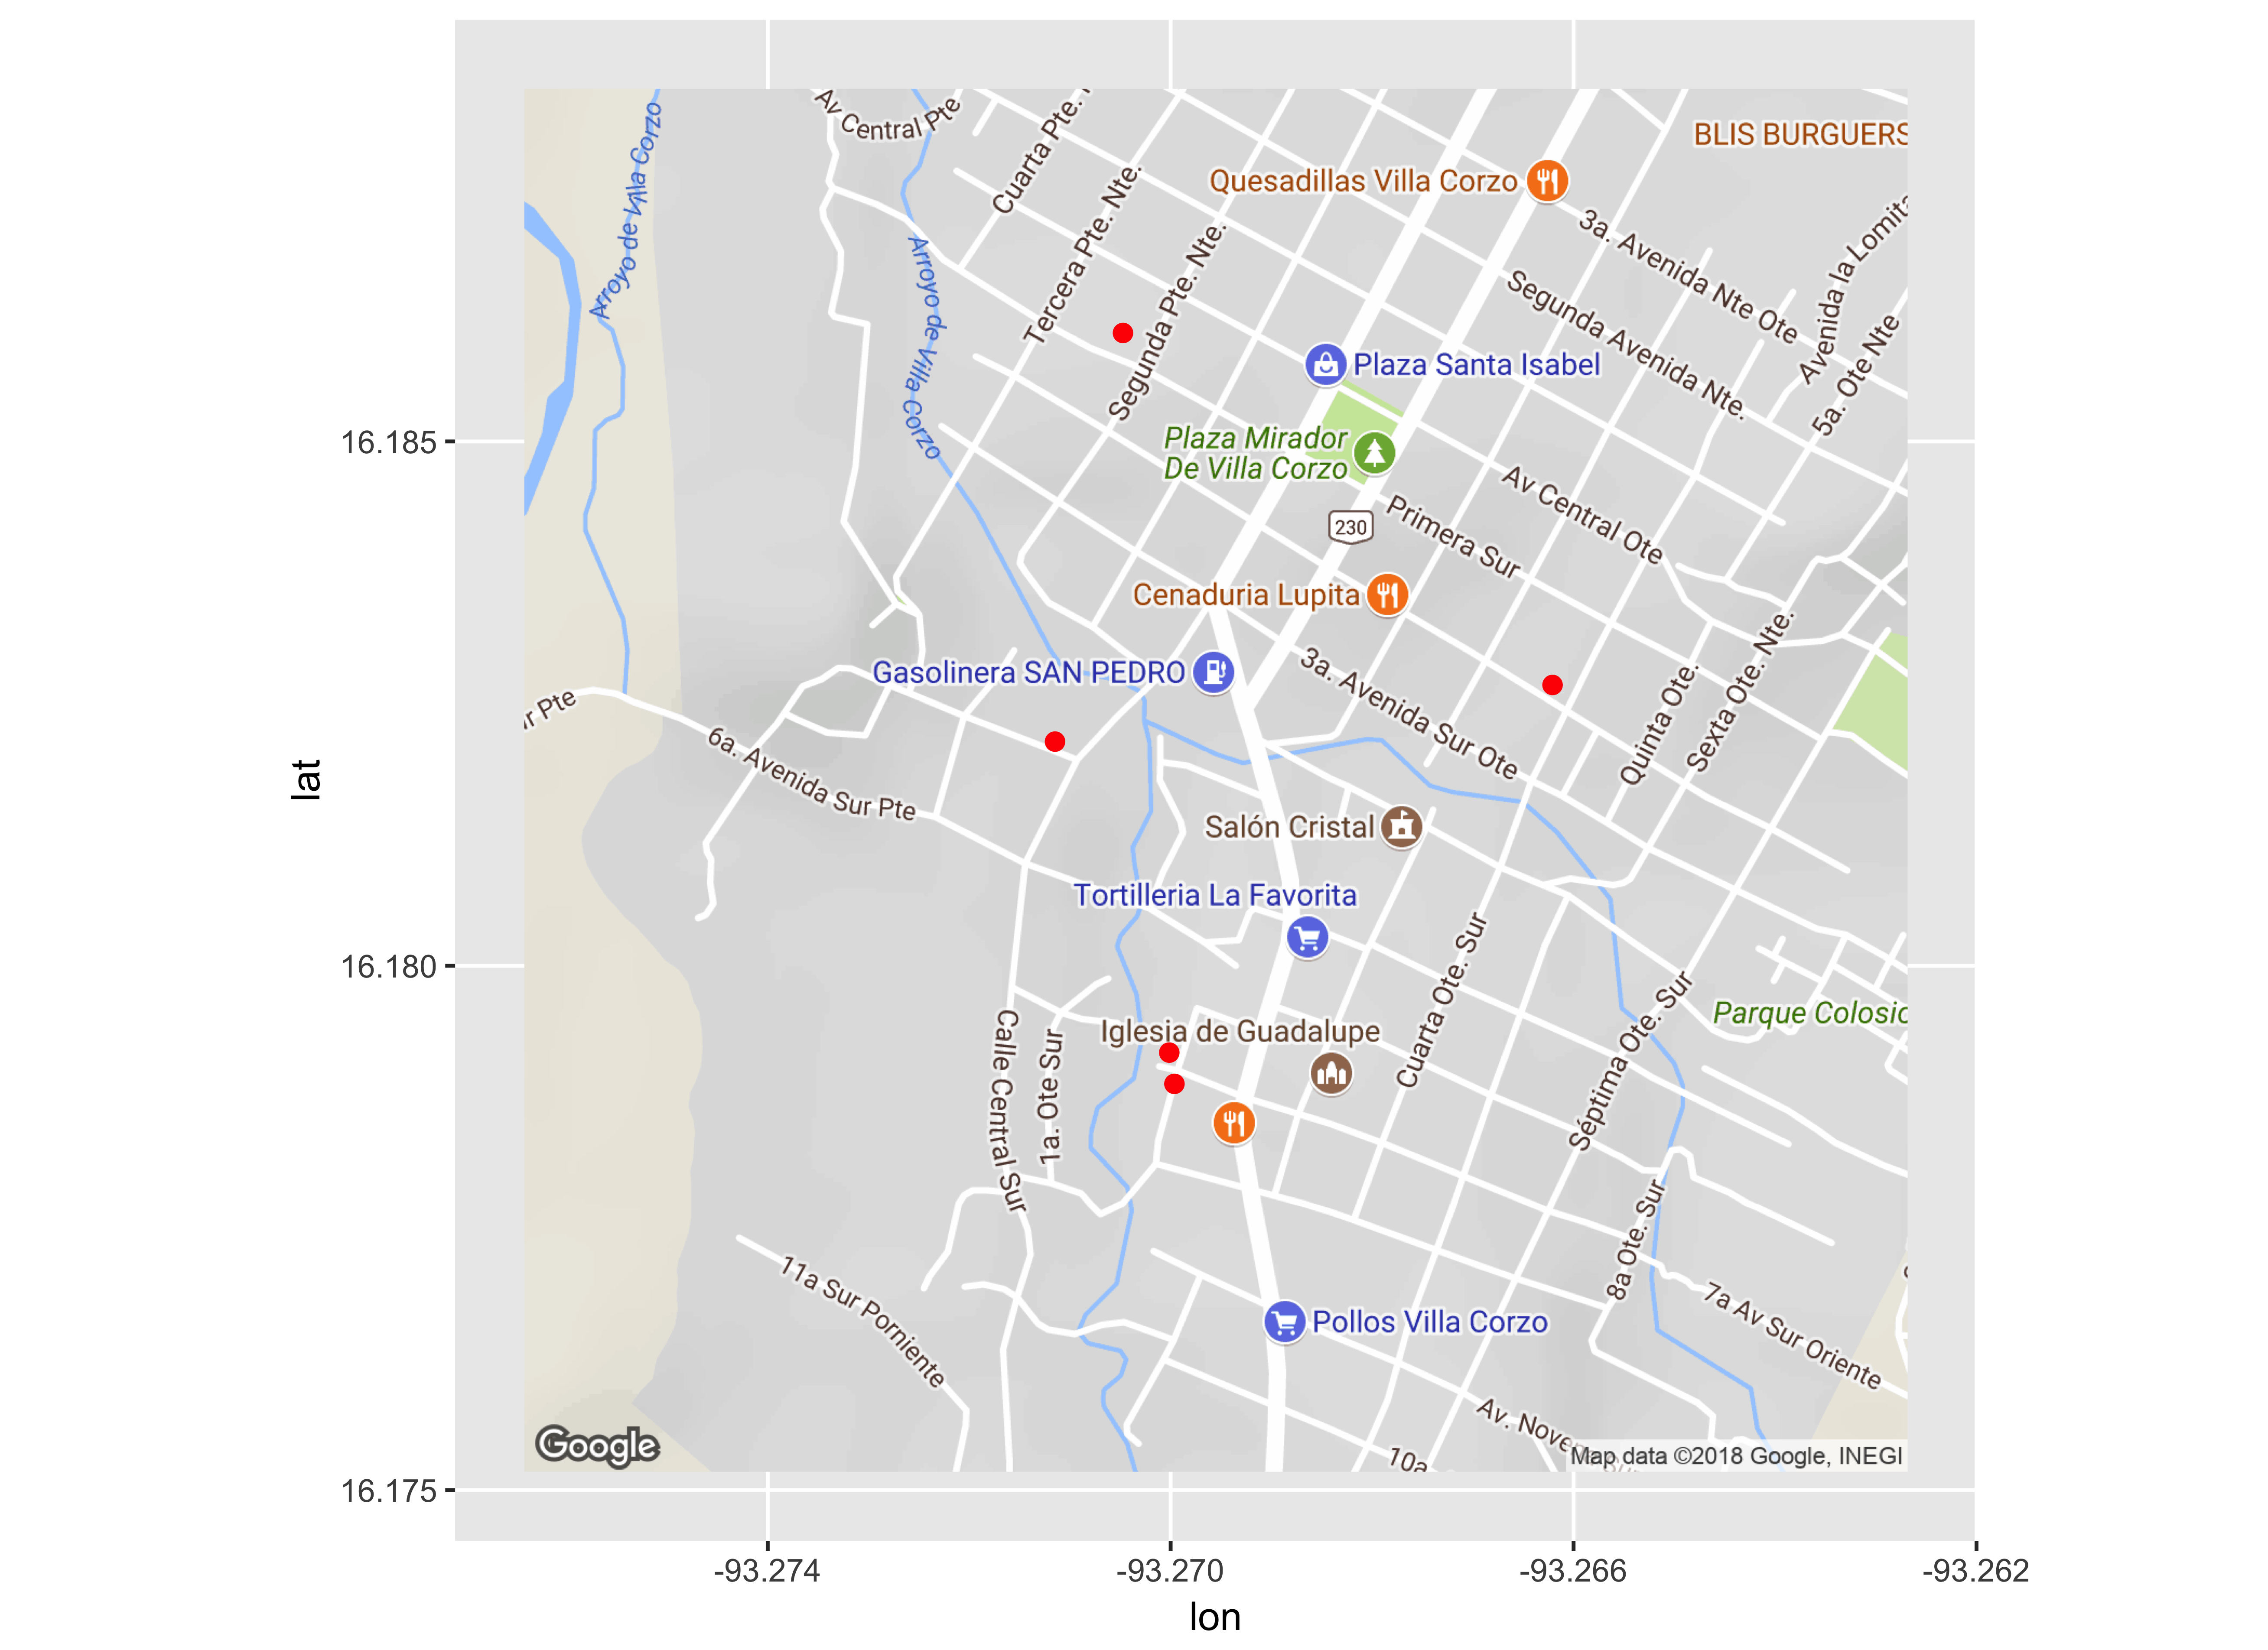 Av Central Pte
Cuarta Pte.
Arroyo de Villa Corzo
BLIS BURGUERS
Quesadillas Villa Corzo
Tercera Pte. Nte.
Segunda Pte. Nte.
3a. Avenida Nte Ote
Avenida la Lomita
Arroyo de Villa Corzo
Segunda Avenida Nte.
5a. Ote Nte
Plaza Santa Isabel
16.185
Plaza Mirador
De Villa Corzo
Av Central Ote
230
Primera Sur
Cenaduria Lupita
3a. Avenida Sur Ote
Quinta Ote.
Sexta Ote. Nte.
Gasolinera SAN PEDRO
r Pte
6a. Avenida Sur Pte
lat
Salón Cristal
Tortilleria La Favorita
16.180
Cuarta Ote. Sur
Séptima Ote. Sur
Parque Colosio
Iglesia de Guadalupe
Calle Central Sur
1a. Ote Sur
8a Ote. Sur
11a Sur Porniente
7a Av Sur Oriente
Pollos Villa Corzo
Av. Nove
10a
Google
Map data ©2018 Google, INEGI
16.175
-93.274
-93.270
-93.266
-93.262
lon